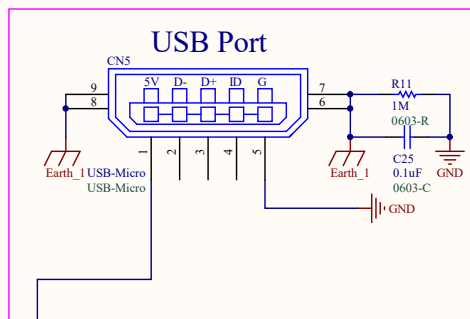 USB Port
CN5
5V D- D+ ID G
9
8
7
6
R11
1M
0603-R
C25
0.1uF
0603-C
1
2
3
4
5
Earth_1
USB-Micro
USB-Micro
Earth_1
GND
GND